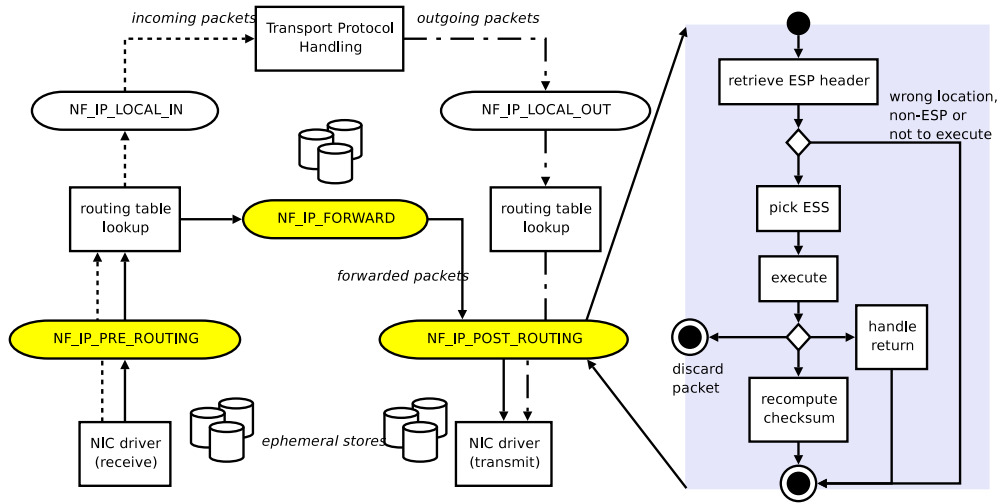 incoming packets
outgoing packets
Transport Protocol
Handling
NF_IP_LOCAL_IN
NF_IP_LOCAL_OUT
routing table
lookup
NF_IP_FORWARD
routing table
lookup
forwarded packets
NF_IP_PRE_ROUTING
NF_IP_POST_ROUTING
NIC driver
(receive)
ephemeral stores
NIC driver
(transmit)
retrieve ESP header
wrong location,
non-ESP or
not to execute
pick ESS
execute
handle
return
discard
packet
recompute
checksum